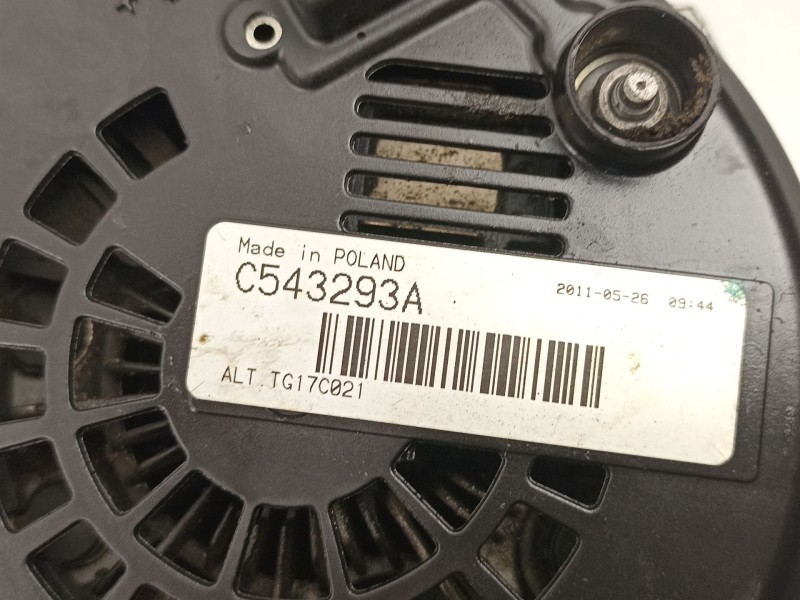 Made in POLAND
C543293A 2011-05-26 09:44
ALT.TG17C021